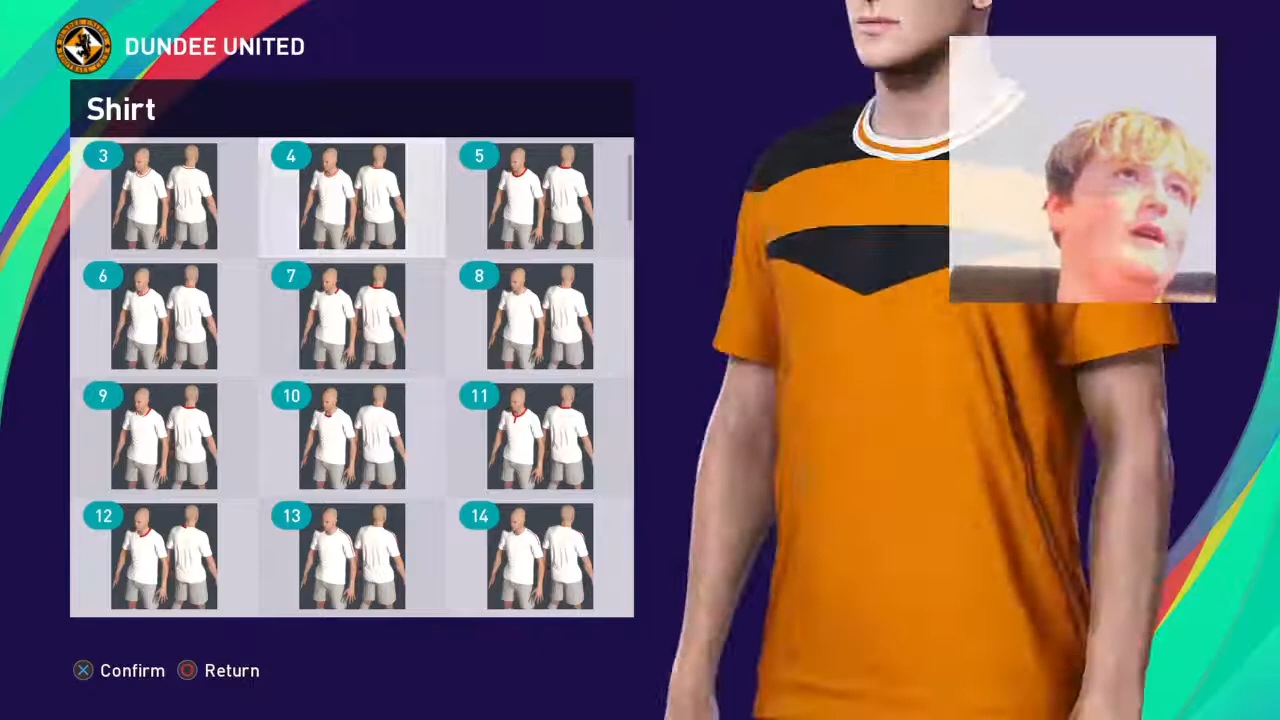 DUNDEE UNITED
Shirt
3 4 5
6 7 8
9 10 11
12 13 14
Confirm Return